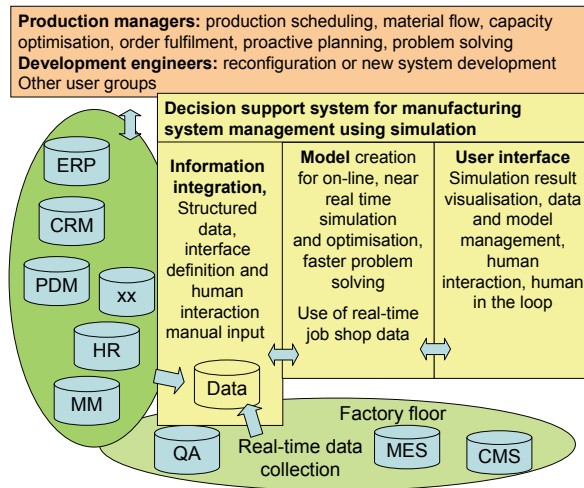 Production managers: production scheduling, material flow, capacity
optimisation, order fulfilment, proactive planning, problem solving
Development engineers: reconfiguration or new system development
Other user groups
Decision support system for manufacturing
system management using simulation
ERP
CRM
PDM
xx
HR
MM
Information
integration,
Structured
data,
interface
definition and
human
interaction
manual input
Data
Model creation
for on-line, near
real time
simulation
and optimisation,
faster problem
solving
Use of real-time
job shop data
User interface
Simulation result
visualisation, data
and model
management,
human
interaction, human
in the loop
Factory floor
QA
Real-time data
collection
MES
CMS